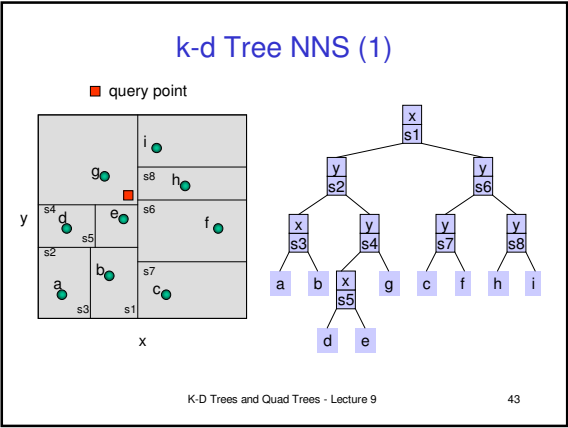 k-d Tree NNS (1)
query point
i
g
s8
h
s4
d
e
s6
f
y
s5
s2
b
s7
a
c
s3
s1
x
x
s1
y
s2
y
s6
x
s3
y
s4
y
s7
y
s8
a
b
x
s5
g
c
f
h
i
d
e
K-D Trees and Quad Trees - Lecture 9
43